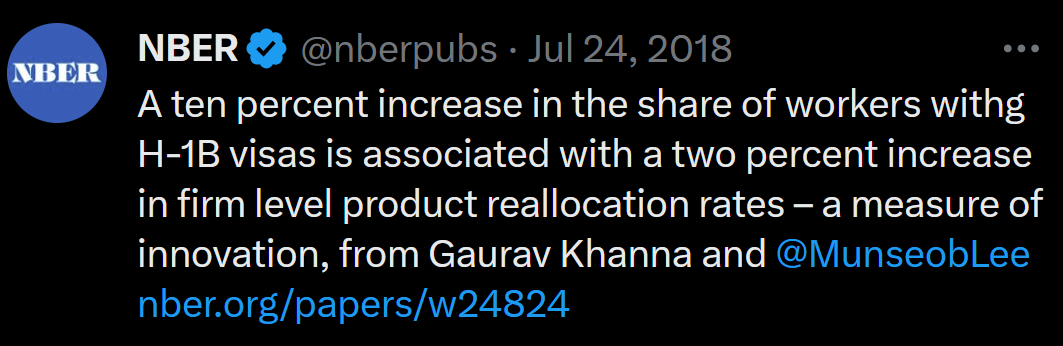 NBER
NBER @nberpubs · Jul 24, 2018
A ten percent increase in the share of workers withg
H-1B visas is associated with a two percent increase
in firm level product reallocation rates – a measure of
innovation, from Gaurav Khanna and @MunseobLee
nber.org/papers/w24824